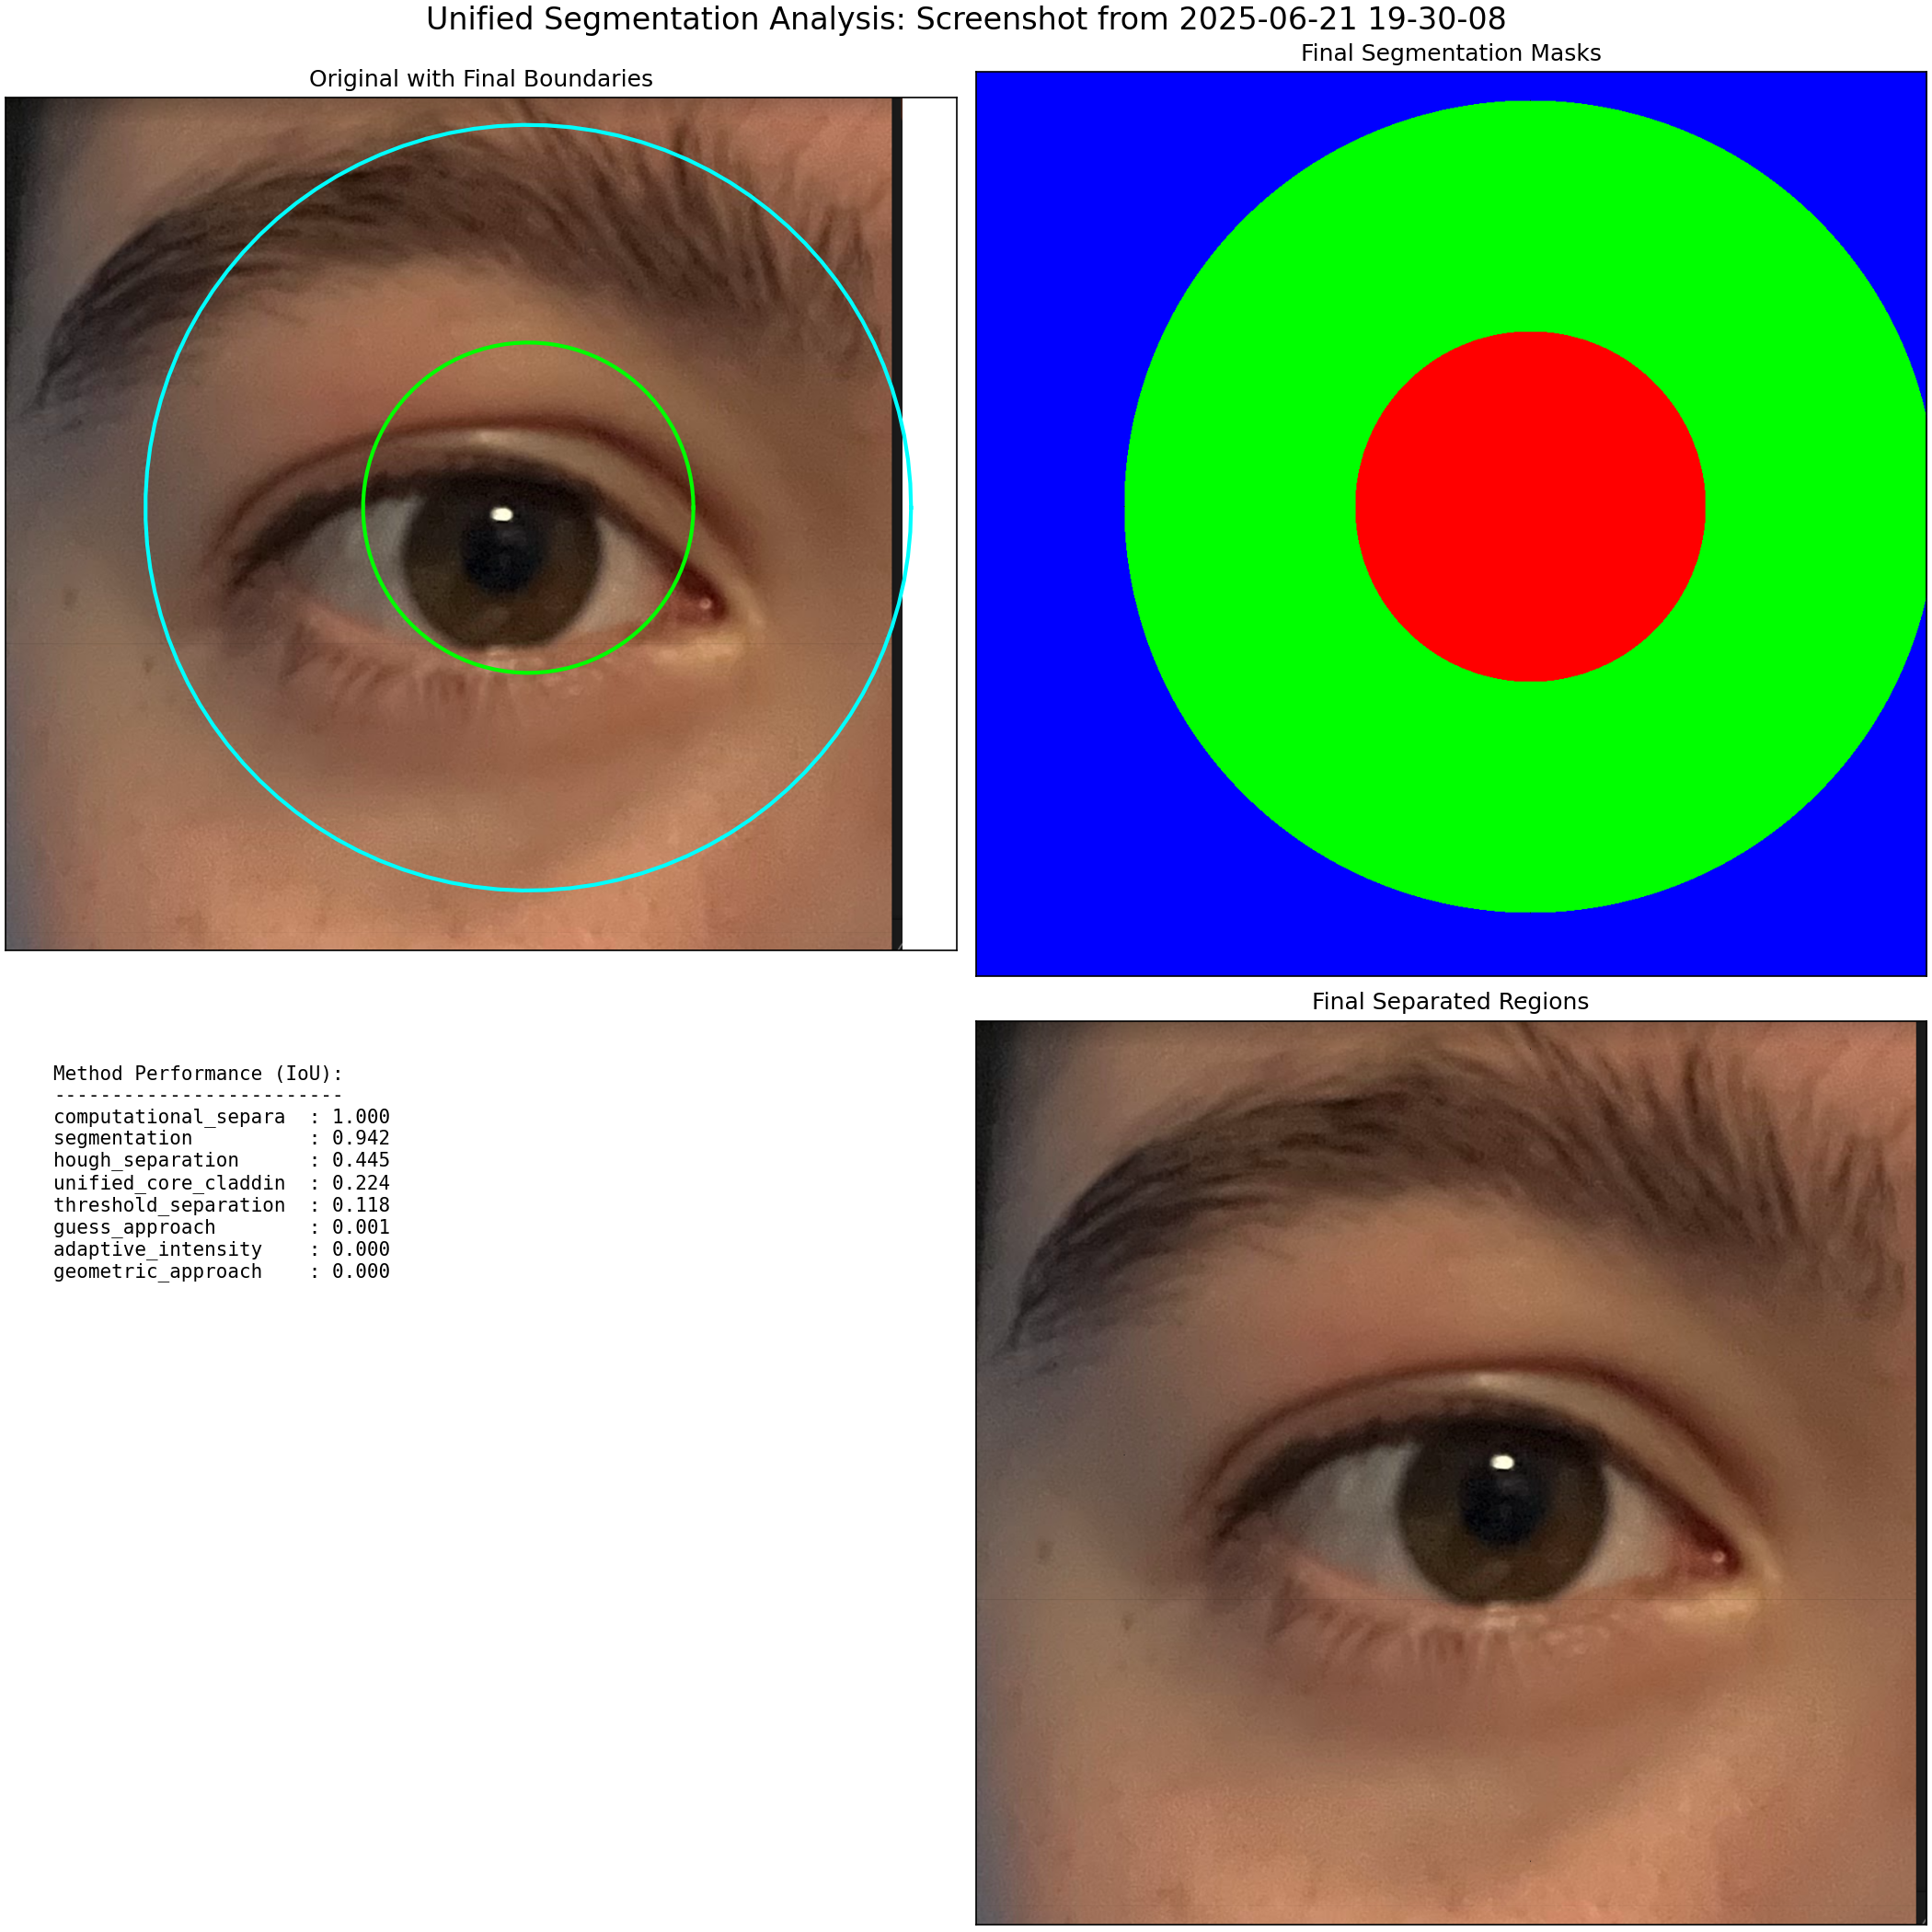 Unified Segmentation Analysis: Screenshot from 2025-06-21 19-30-08
Original with Final Boundaries
Final Segmentation Masks
Method Performance (IoU):
-------------------------
computational_separa  : 1.000
segmentation          : 0.942
hough_separation      : 0.445
unified_core_claddin  : 0.224
threshold_separation  : 0.118
guess_approach        : 0.001
adaptive_intensity    : 0.000
geometric_approach    : 0.000
Final Separated Regions